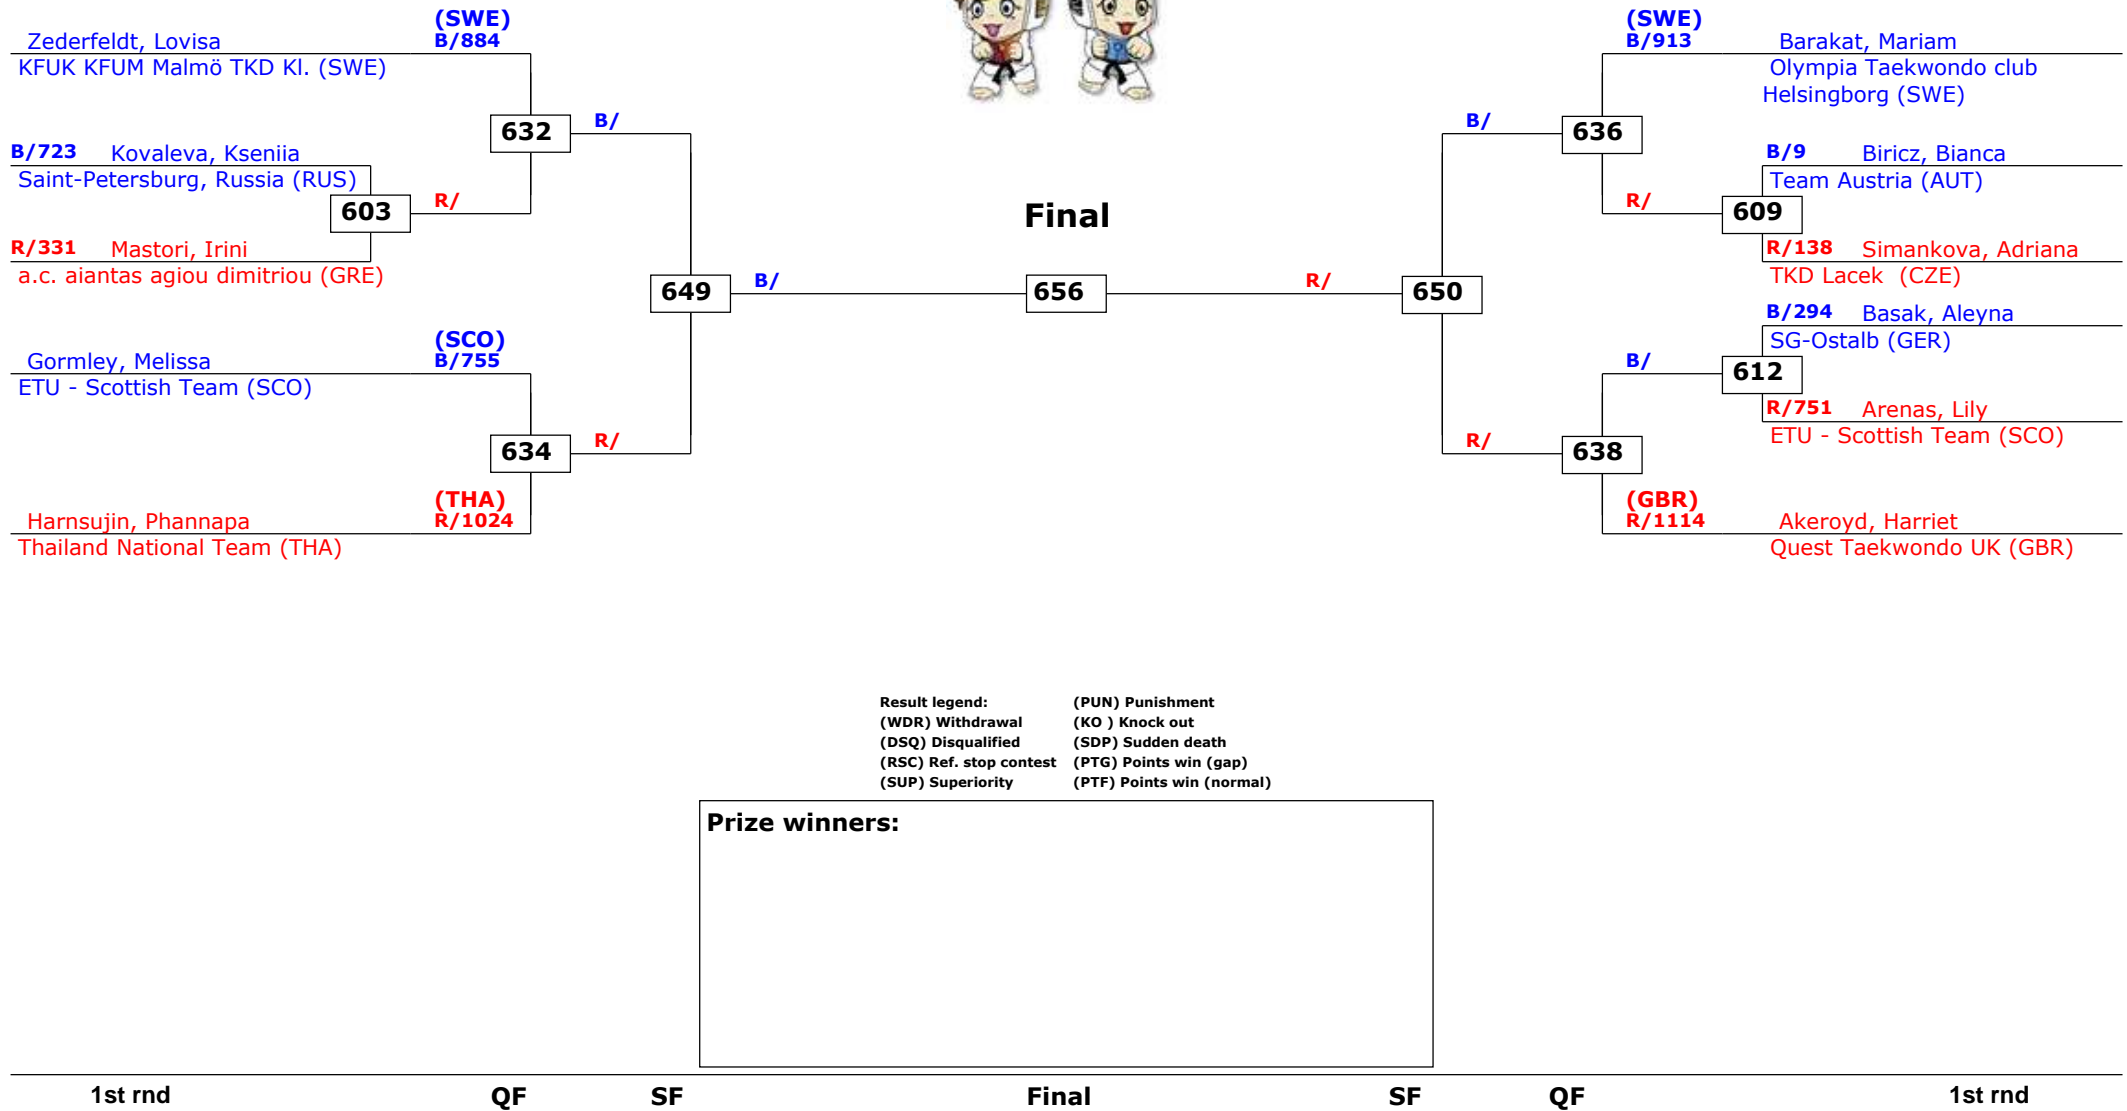 (SWE)
Zederfeldt, Lovisa B/884
KFUK KFUM Malmö TKD Kl. (SWE)
632 B/
B/723 Kovaleva, Kseniia
Saint-Petersburg, Russia (RUS)
603 R/
R/331 Mastori, Irini
a.c. aiantas agiou dimitriou (GRE)
649 B/
(SCO)
Gormley, Melissa B/755
ETU - Scottish Team (SCO)
634 R/
(THA)
Harnsujin, Phannapa R/1024
Thailand National Team (THA)
Final
656
(SWE)
B/913 Barakat, Mariam
Olympia Taekwondo club
Helsingborg (SWE)
B/ 636
B/9 Biricz, Bianca
Team Austria (AUT)
R/ 609
R/138 Simankova, Adriana
TKD Lacek (CZE)
R/ 650
B/294 Basak, Aleyna
SG-Ostalb (GER)
B/ 612
R/751 Arenas, Lily
ETU - Scottish Team (SCO)
R/ 638
(GBR)
R/1114 Akeroyd, Harriet
Quest Taekwondo UK (GBR)
Result legend: (PUN) Punishment
(WDR) Withdrawal (KO ) Knock out
(DSQ) Disqualified (SDP) Sudden death
(RSC) Ref. stop contest (PTG) Points win (gap)
(SUP) Superiority (PTF) Points win (normal)
Prize winners:
1st rnd QF SF Final SF QF 1st rnd